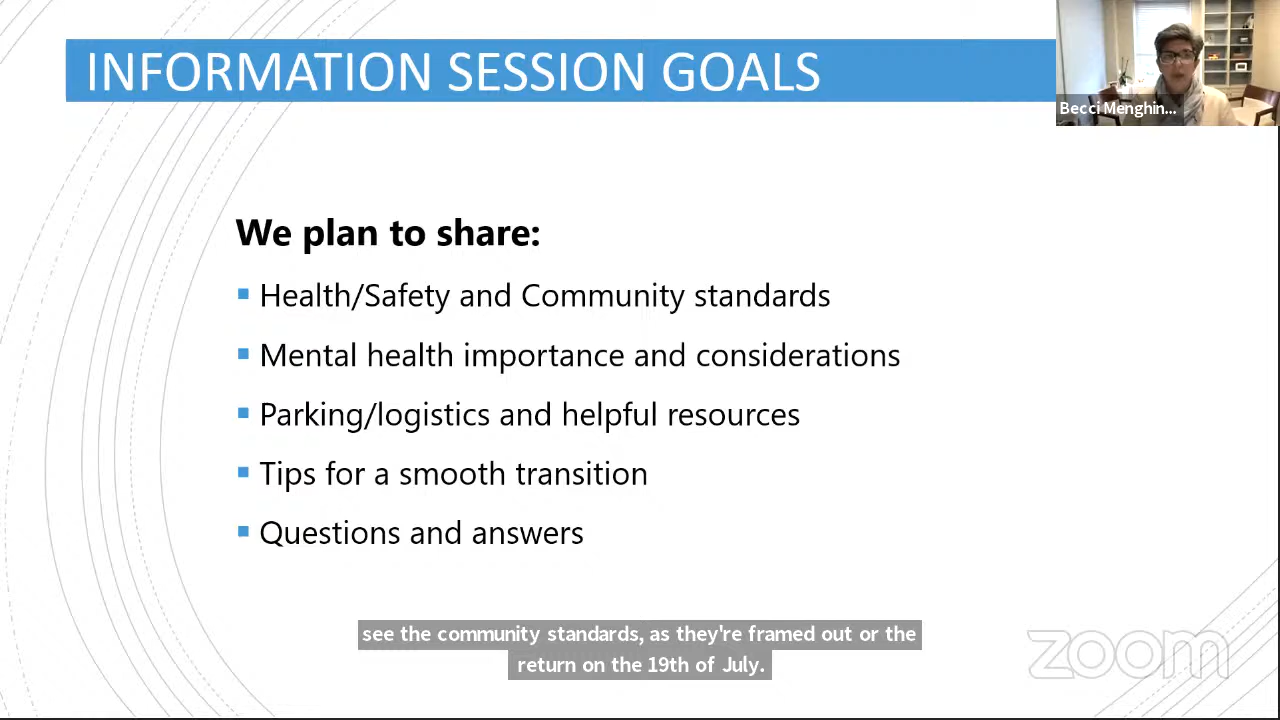 INFORMATION SESSION GOALS
Becci Menghin...
We plan to share:
Health/Safety and Community standards
Mental health importance and considerations
Parking/logistics and helpful resources
Tips for a smooth transition
Questions and answers
see the community standards, as they're framed out or the
return on the 19th of July.
zoom